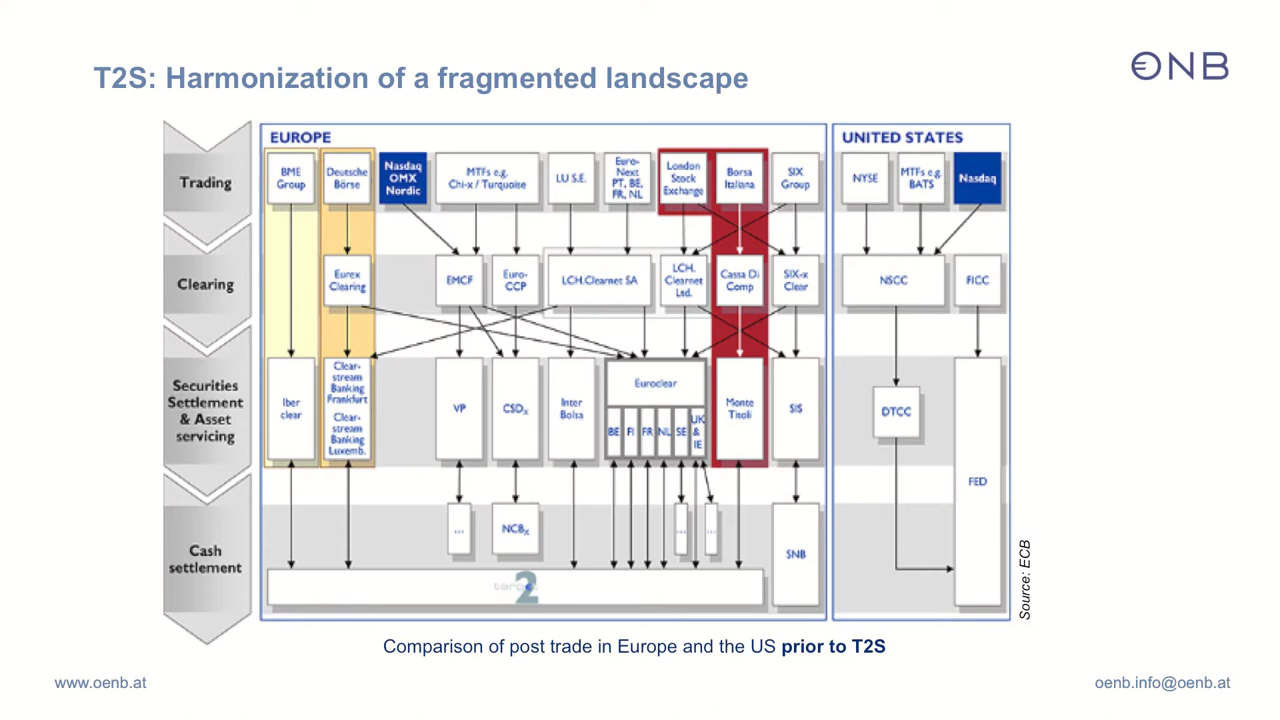 T2S: Harmonization of a fragmented landscape
€NB
EUROPE
UNITED STATES
Trading
BME
Group
Deutsche
Börse
Nasdaq
OMX
Nordic
MTFs e.g.
Chi-x / Turquoise
LU S.E.
Euro-
Next
PT, BE,
FR, NL
London
Stock
Exchange
Borsa
Italiana
SIX
Group
NYSE
MTFs e.g.
BATS
Nasdaq
Clearing
Eurex
Clearing
EMCF
Euro-
CCP
LCH.Clearnet SA
LCH.
Clearnet
Ltd.
Cassa Di
Comp
SIX-x
Clear
NSCC
FICC
Securities
Settlement
& Asset
servicing
Iber
clear
Clear-
stream
Banking
Frankfurt
Clear-
stream
Banking
Luxemb.
VP
CSDx
Inter
Bolsa
Euroclear
BE
FI
FR
NL
SE
UK
&
IE
Monte
Titoli
SIS
DTCC
FED
Cash
settlement
...
NCBx
...
...
SNB
target
2
Source: ECB
Comparison of post trade in Europe and the US prior to T2S
www.oenb.at
oenb.info@oenb.at